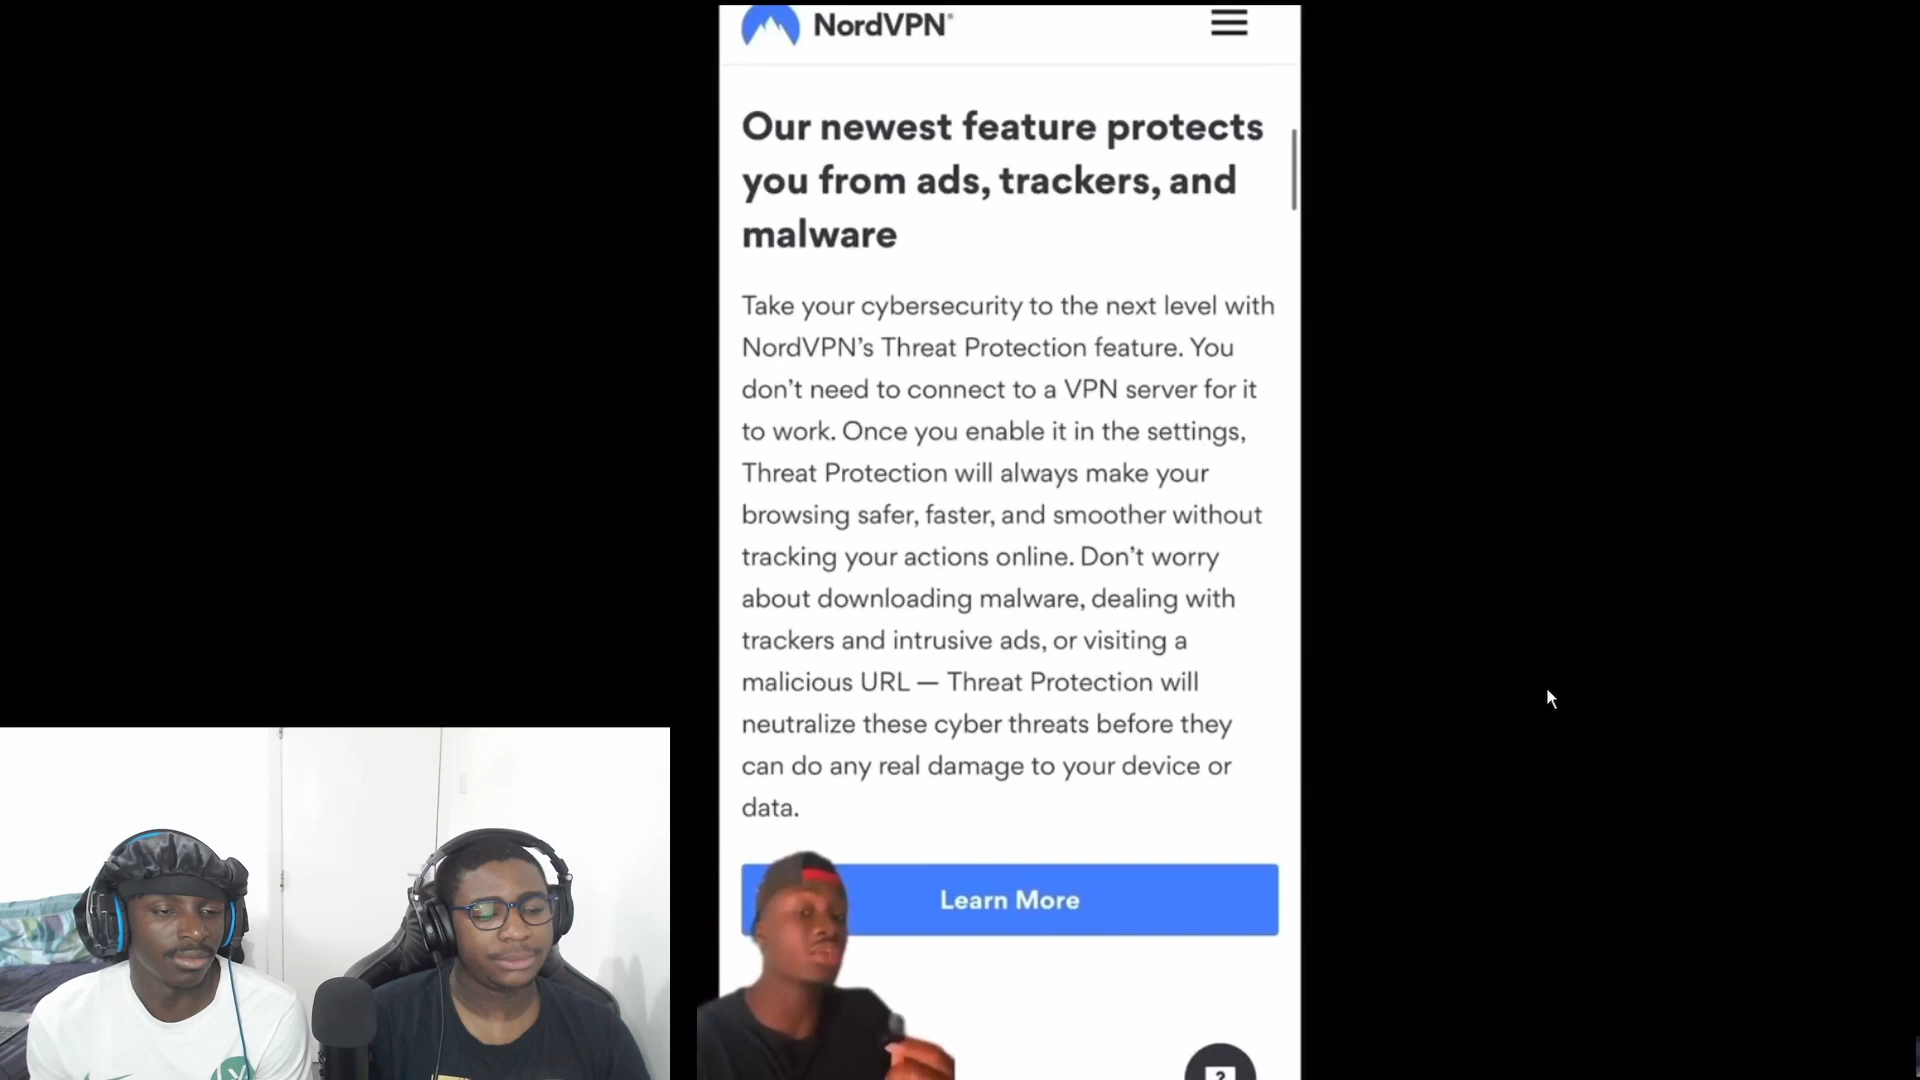 NordVPN®
Our newest feature protects
you from ads, trackers, and
malware
Take your cybersecurity to the next level with
NordVPN’s Threat Protection feature. You
don’t need to connect to a VPN server for it
to work. Once you enable it in the settings,
Threat Protection will always make your
browsing safer, faster, and smoother without
tracking your actions online. Don’t worry
about downloading malware, dealing with
trackers and intrusive ads, or visiting a
malicious URL — Threat Protection will
neutralize these cyber threats before they
can do any real damage to your device or
data.
Learn More
?